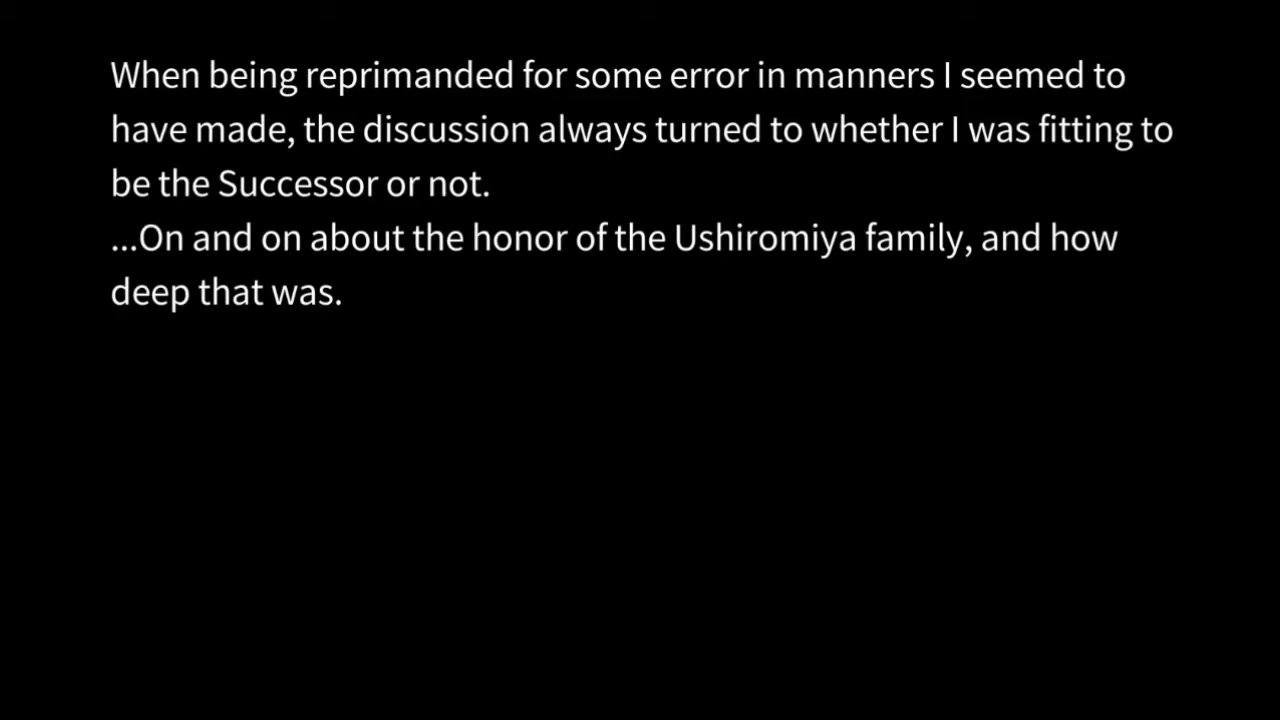 When being reprimanded for some error in manners I seemed to
have made, the discussion always turned to whether I was fitting to
be the Successor or not.
...On and on about the honor of the Ushiromiya family, and how
deep that was.